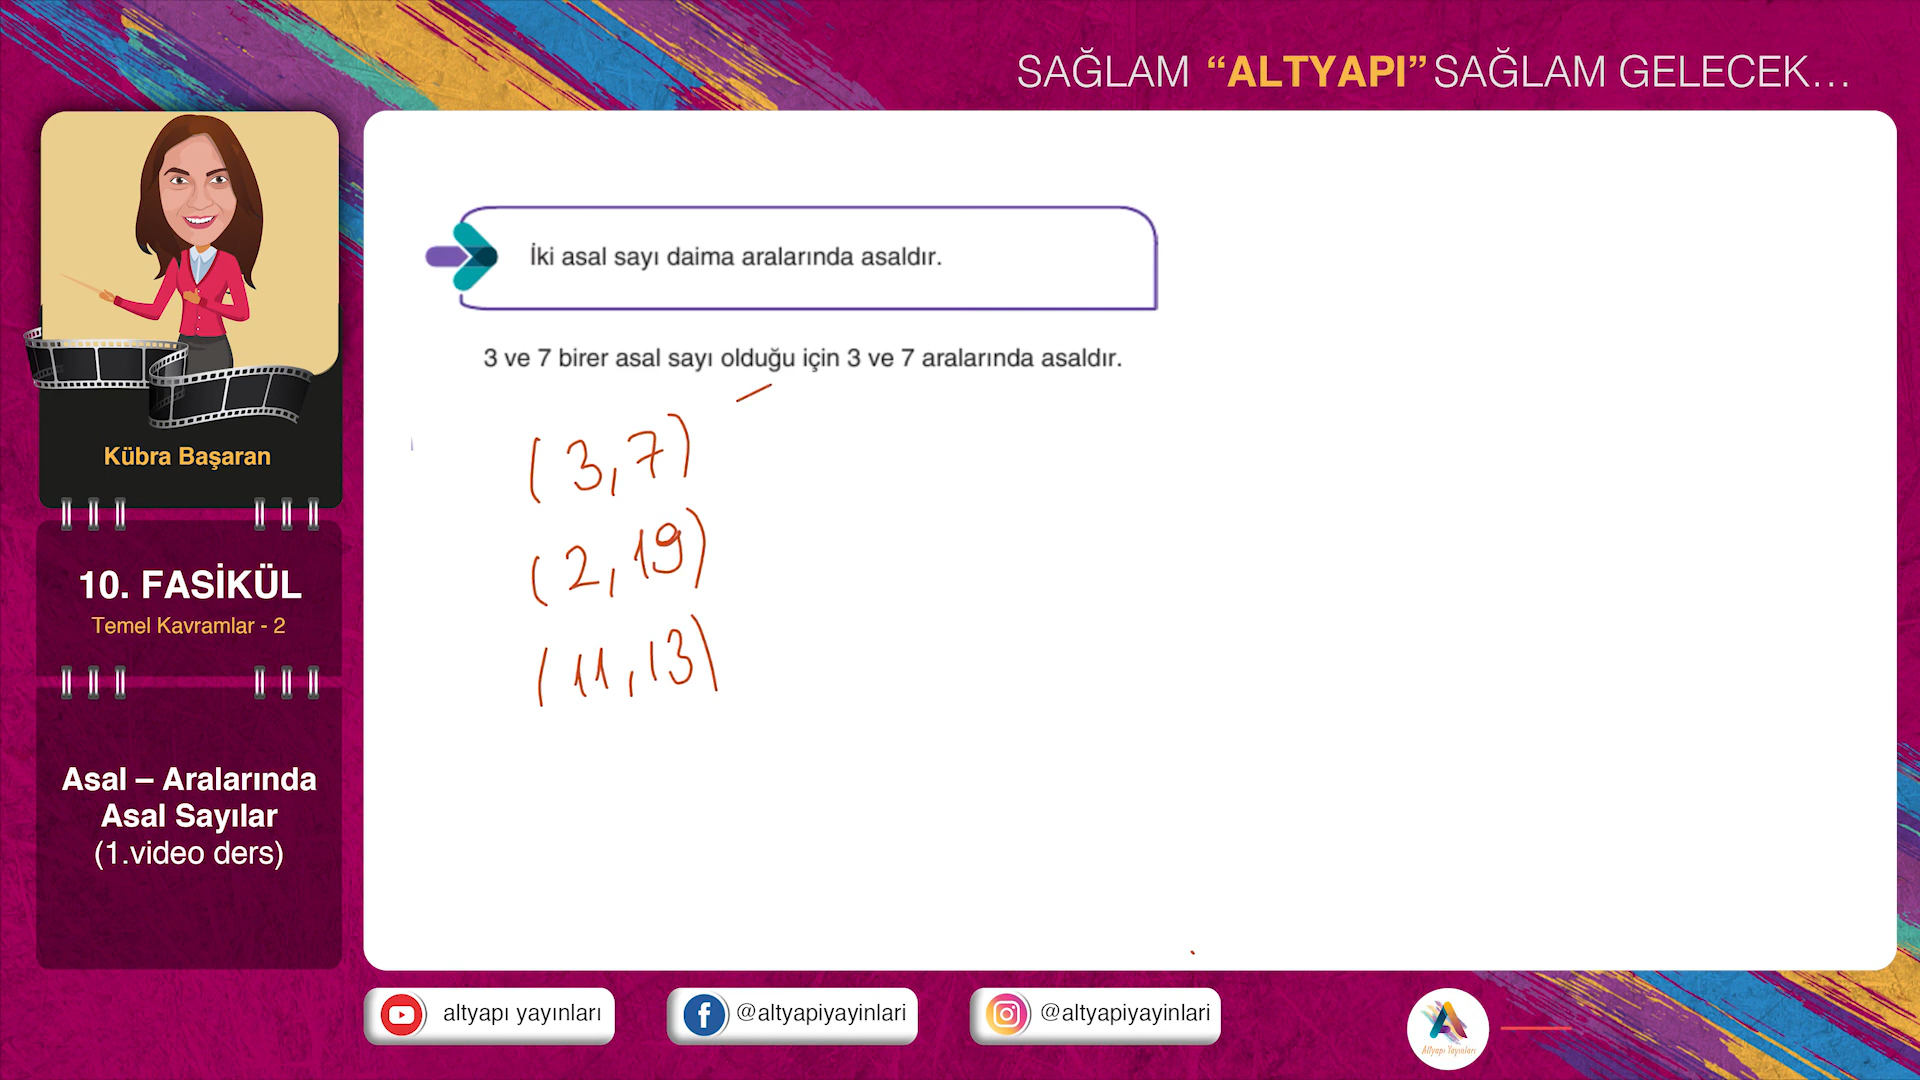 SAĞLAM “ALTYAPI” SAĞLAM GELECEK...
İki asal sayı daima aralarında asaldır.
3 ve 7 birer asal sayı olduğu için 3 ve 7 aralarında asaldır.
(3,7)
(2,19)
(11,13)
Kübra Başaran
10. FASİKÜL
Temel Kavramlar - 2
Asal – Aralarında
Asal Sayılar
(1.video ders)
altyapı yayınları
@altyapiyayinlari
@altyapiyayinlari
Altyapı Yayınları